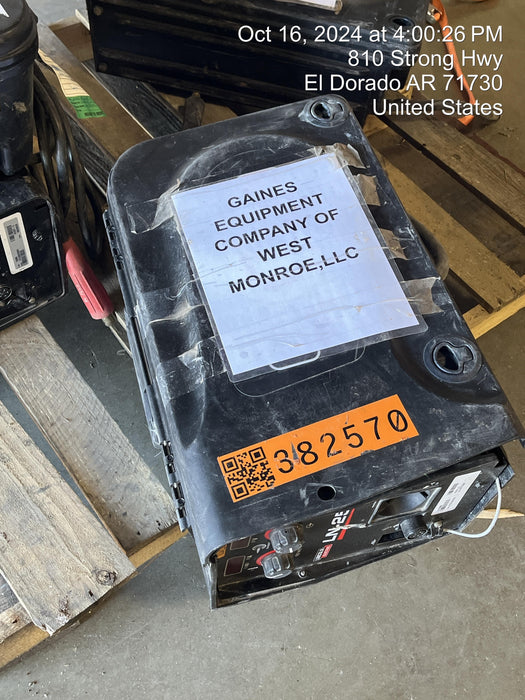 Oct 16, 2024 at 4:00:26 PM
810 Strong Hwy
El Dorado AR 71730
United States
GAINES
EQUIPMENT
COMPANY OF
WEST
MONROE,LLC
382570